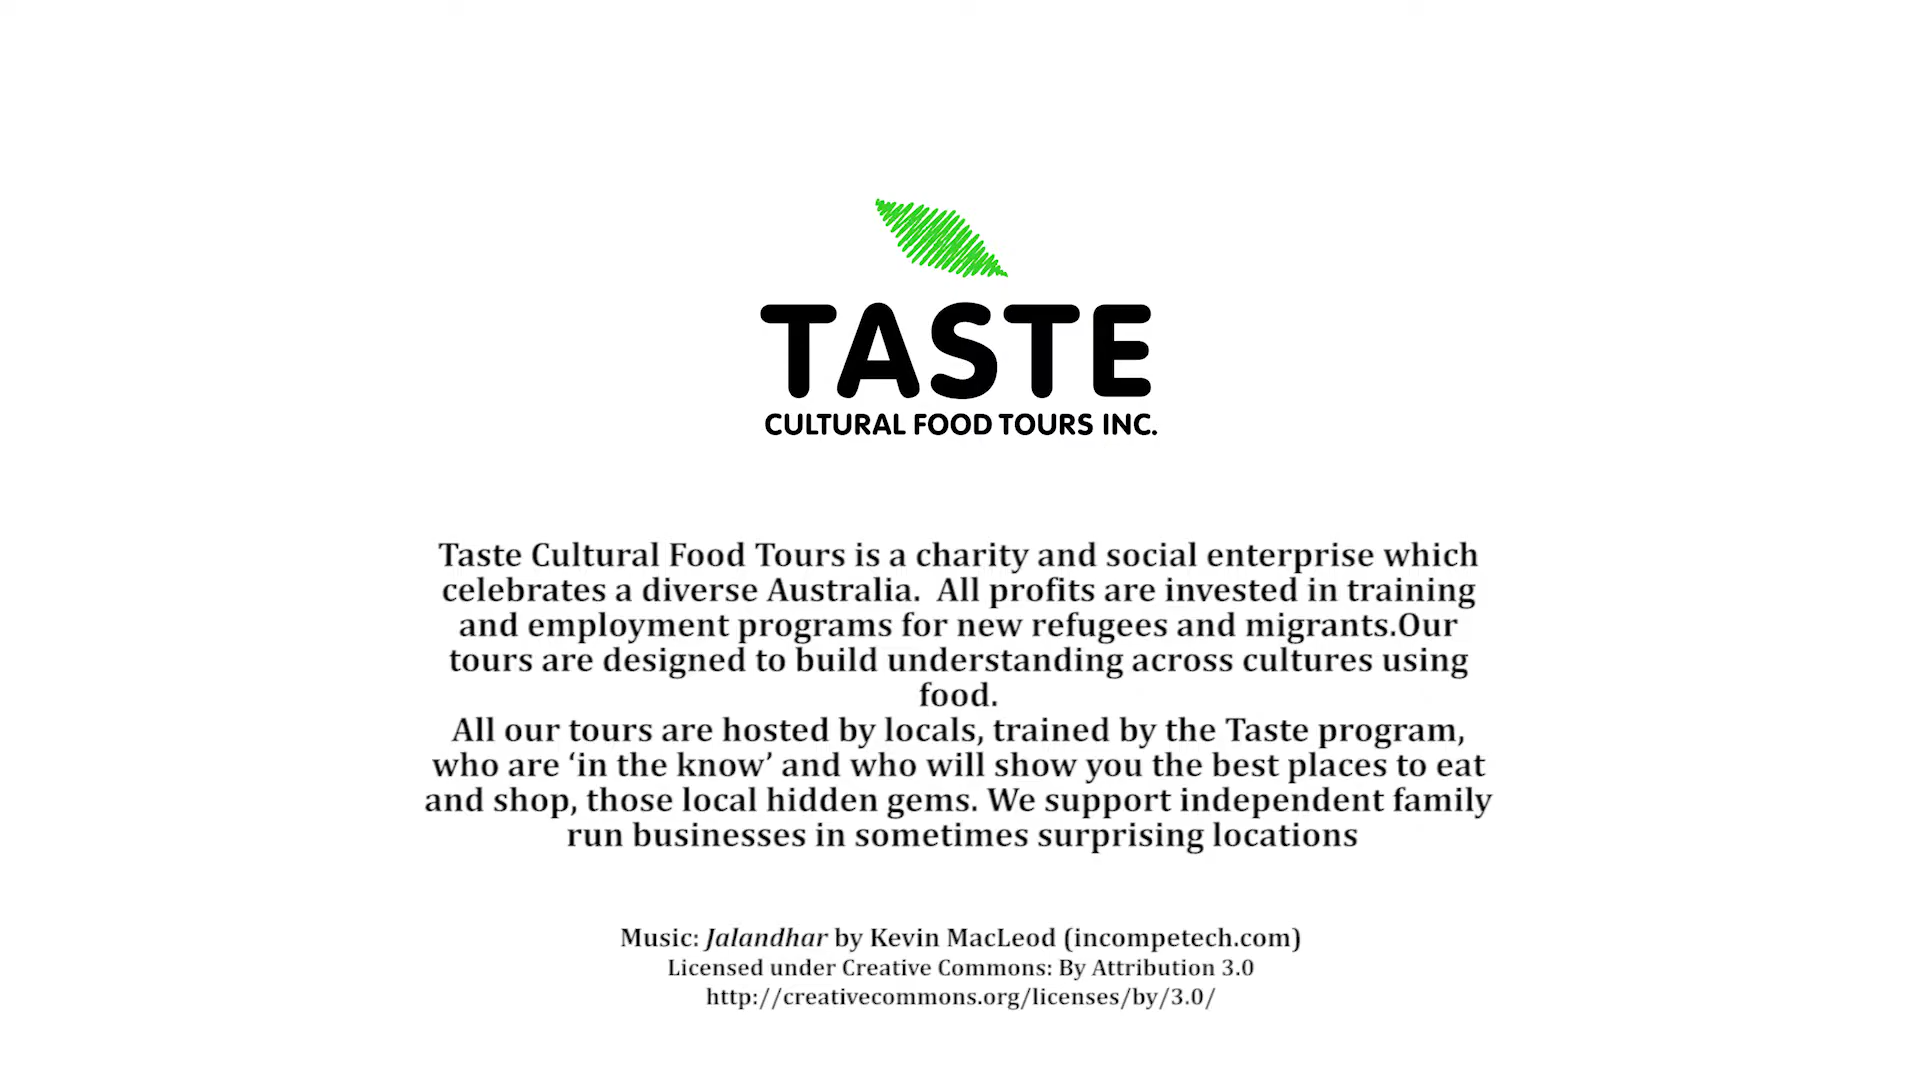 TASTE
CULTURAL FOOD TOURS INC.
Taste Cultural Food Tours is a charity and social enterprise which
celebrates a diverse Australia.  All profits are invested in training
and employment programs for new refugees and migrants.Our
tours are designed to build understanding across cultures using
food.
All our tours are hosted by locals, trained by the Taste program,
who are ‘in the know’ and who will show you the best places to eat
and shop, those local hidden gems. We support independent family
run businesses in sometimes surprising locations
Music: Jalandhar by Kevin MacLeod (incompetech.com)
Licensed under Creative Commons: By Attribution 3.0
http://creativecommons.org/licenses/by/3.0/